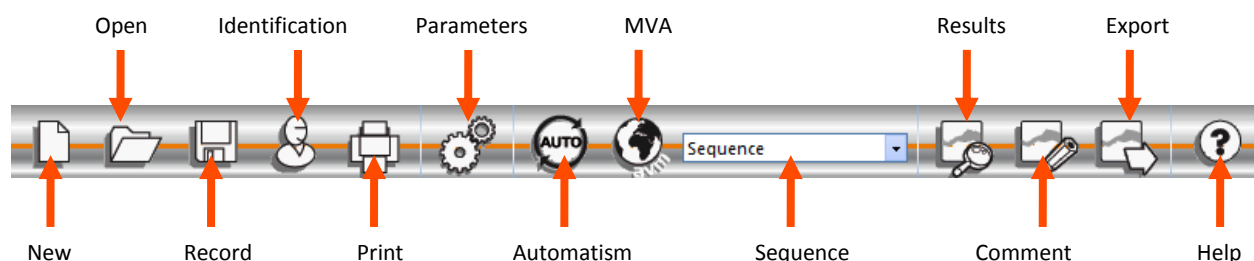 Open Identification Parameters MVA Results Export
AUTO
Sequence
?
New Record Print Automatism Sequence Comment Help